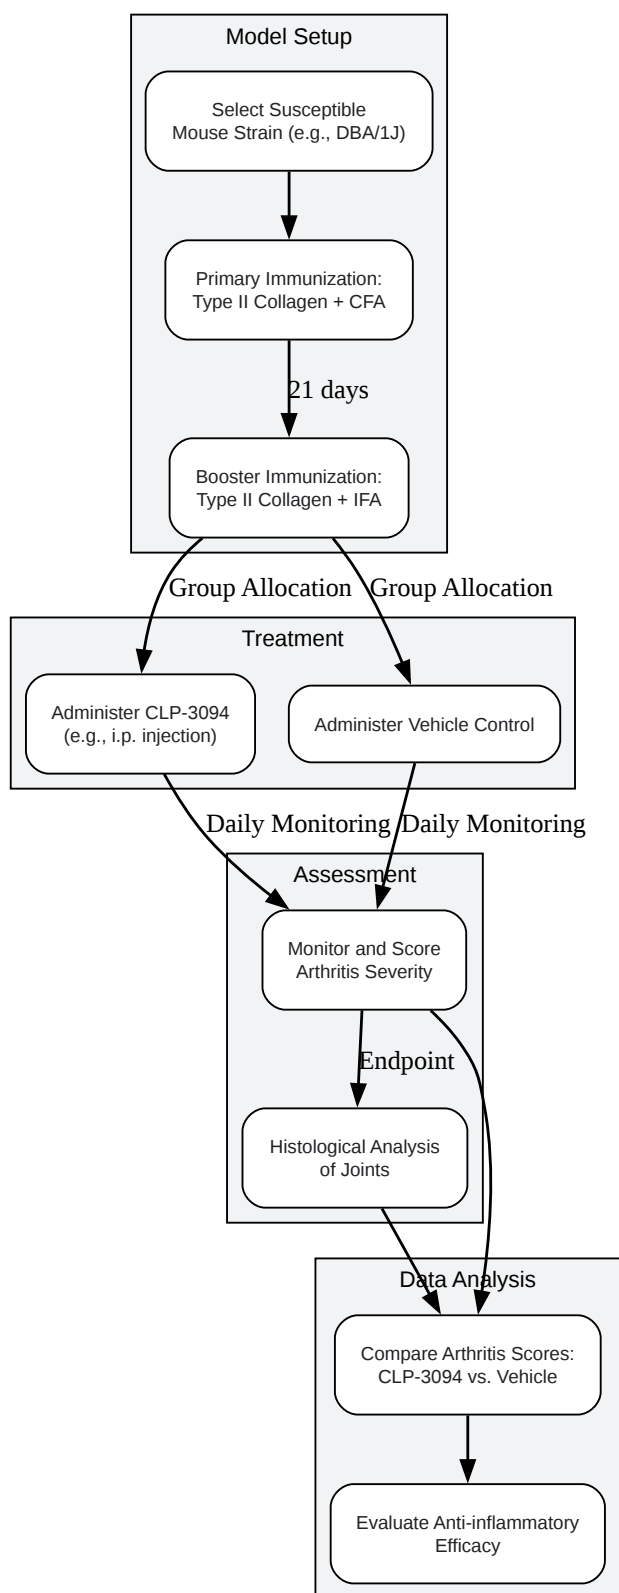 Model Setup
Select Susceptible
Mouse Strain (e.g., DBA/1J)
Primary Immunization:
Type II Collagen + CFA
21 days
Booster Immunization:
Type II Collagen + IFA
Group Allocation
Group Allocation
Treatment
Administer CLP-3094
(e.g., i.p. injection)
Administer Vehicle Control
Daily Monitoring
Daily Monitoring
Assessment
Monitor and Score
Arthritis Severity
Endpoint
Histological Analysis
of Joints
Data Analysis
Compare Arthritis Scores:
CLP-3094 vs. Vehicle
Evaluate Anti-inflammatory
Efficacy